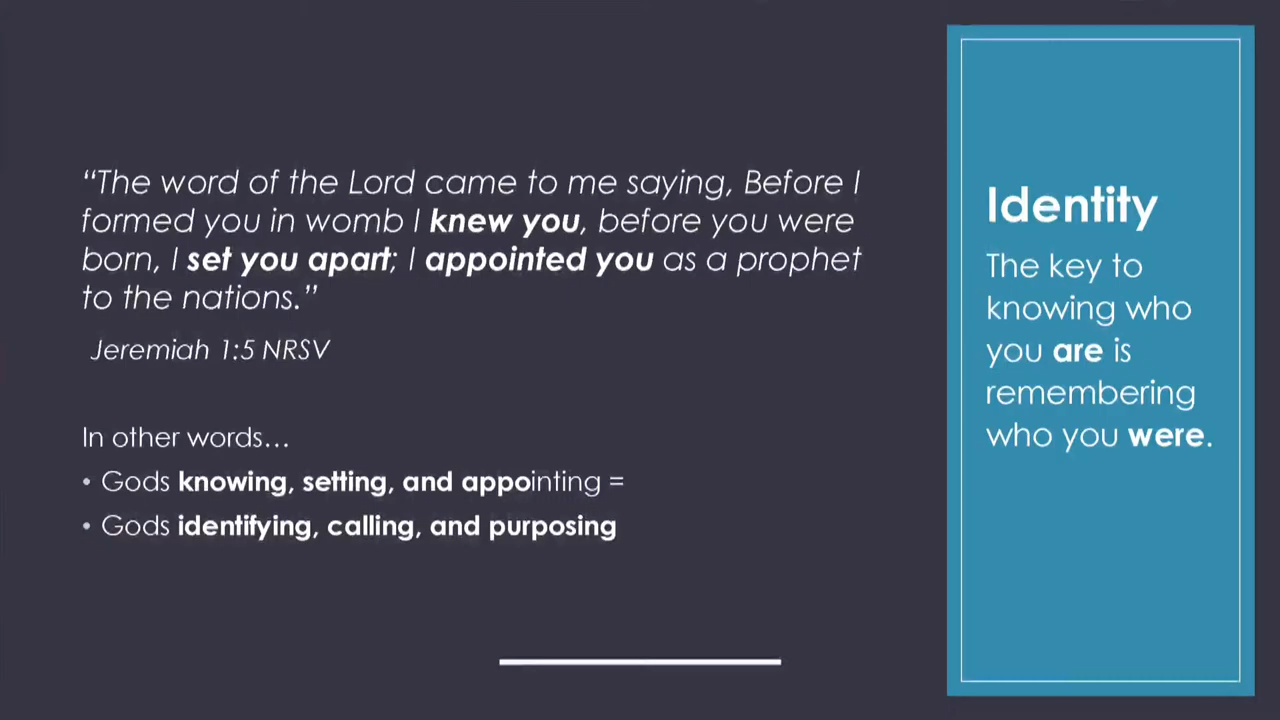 “The word of the Lord came to me saying, Before I
formed you in womb I knew you, before you were
born, I set you apart; I appointed you as a prophet
to the nations.”
Jeremiah 1:5 NRSV
In other words…
• Gods knowing, setting, and appointing =
• Gods identifying, calling, and purposing
Identity
The key to
knowing who
you are is
remembering
who you were.